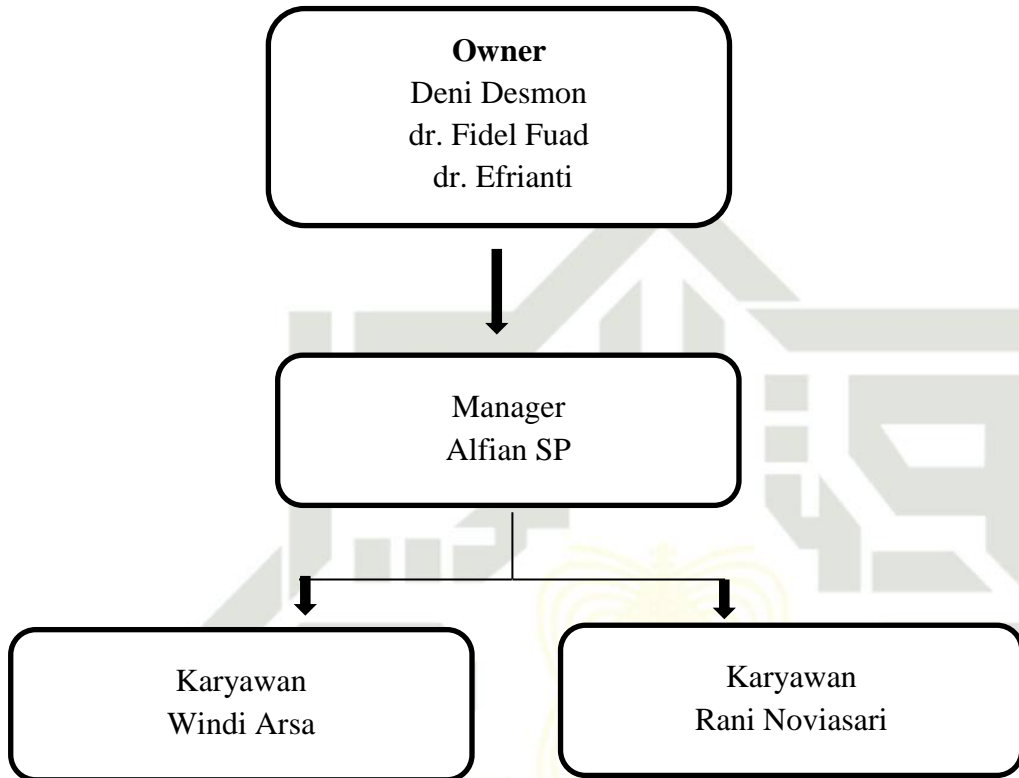 Owner
Deni Desmon
dr. Fidel Fuad
dr. Efrianti
Manager
Alfian SP
Karyawan
Windi Arsa
Karyawan
Rani Noviasari